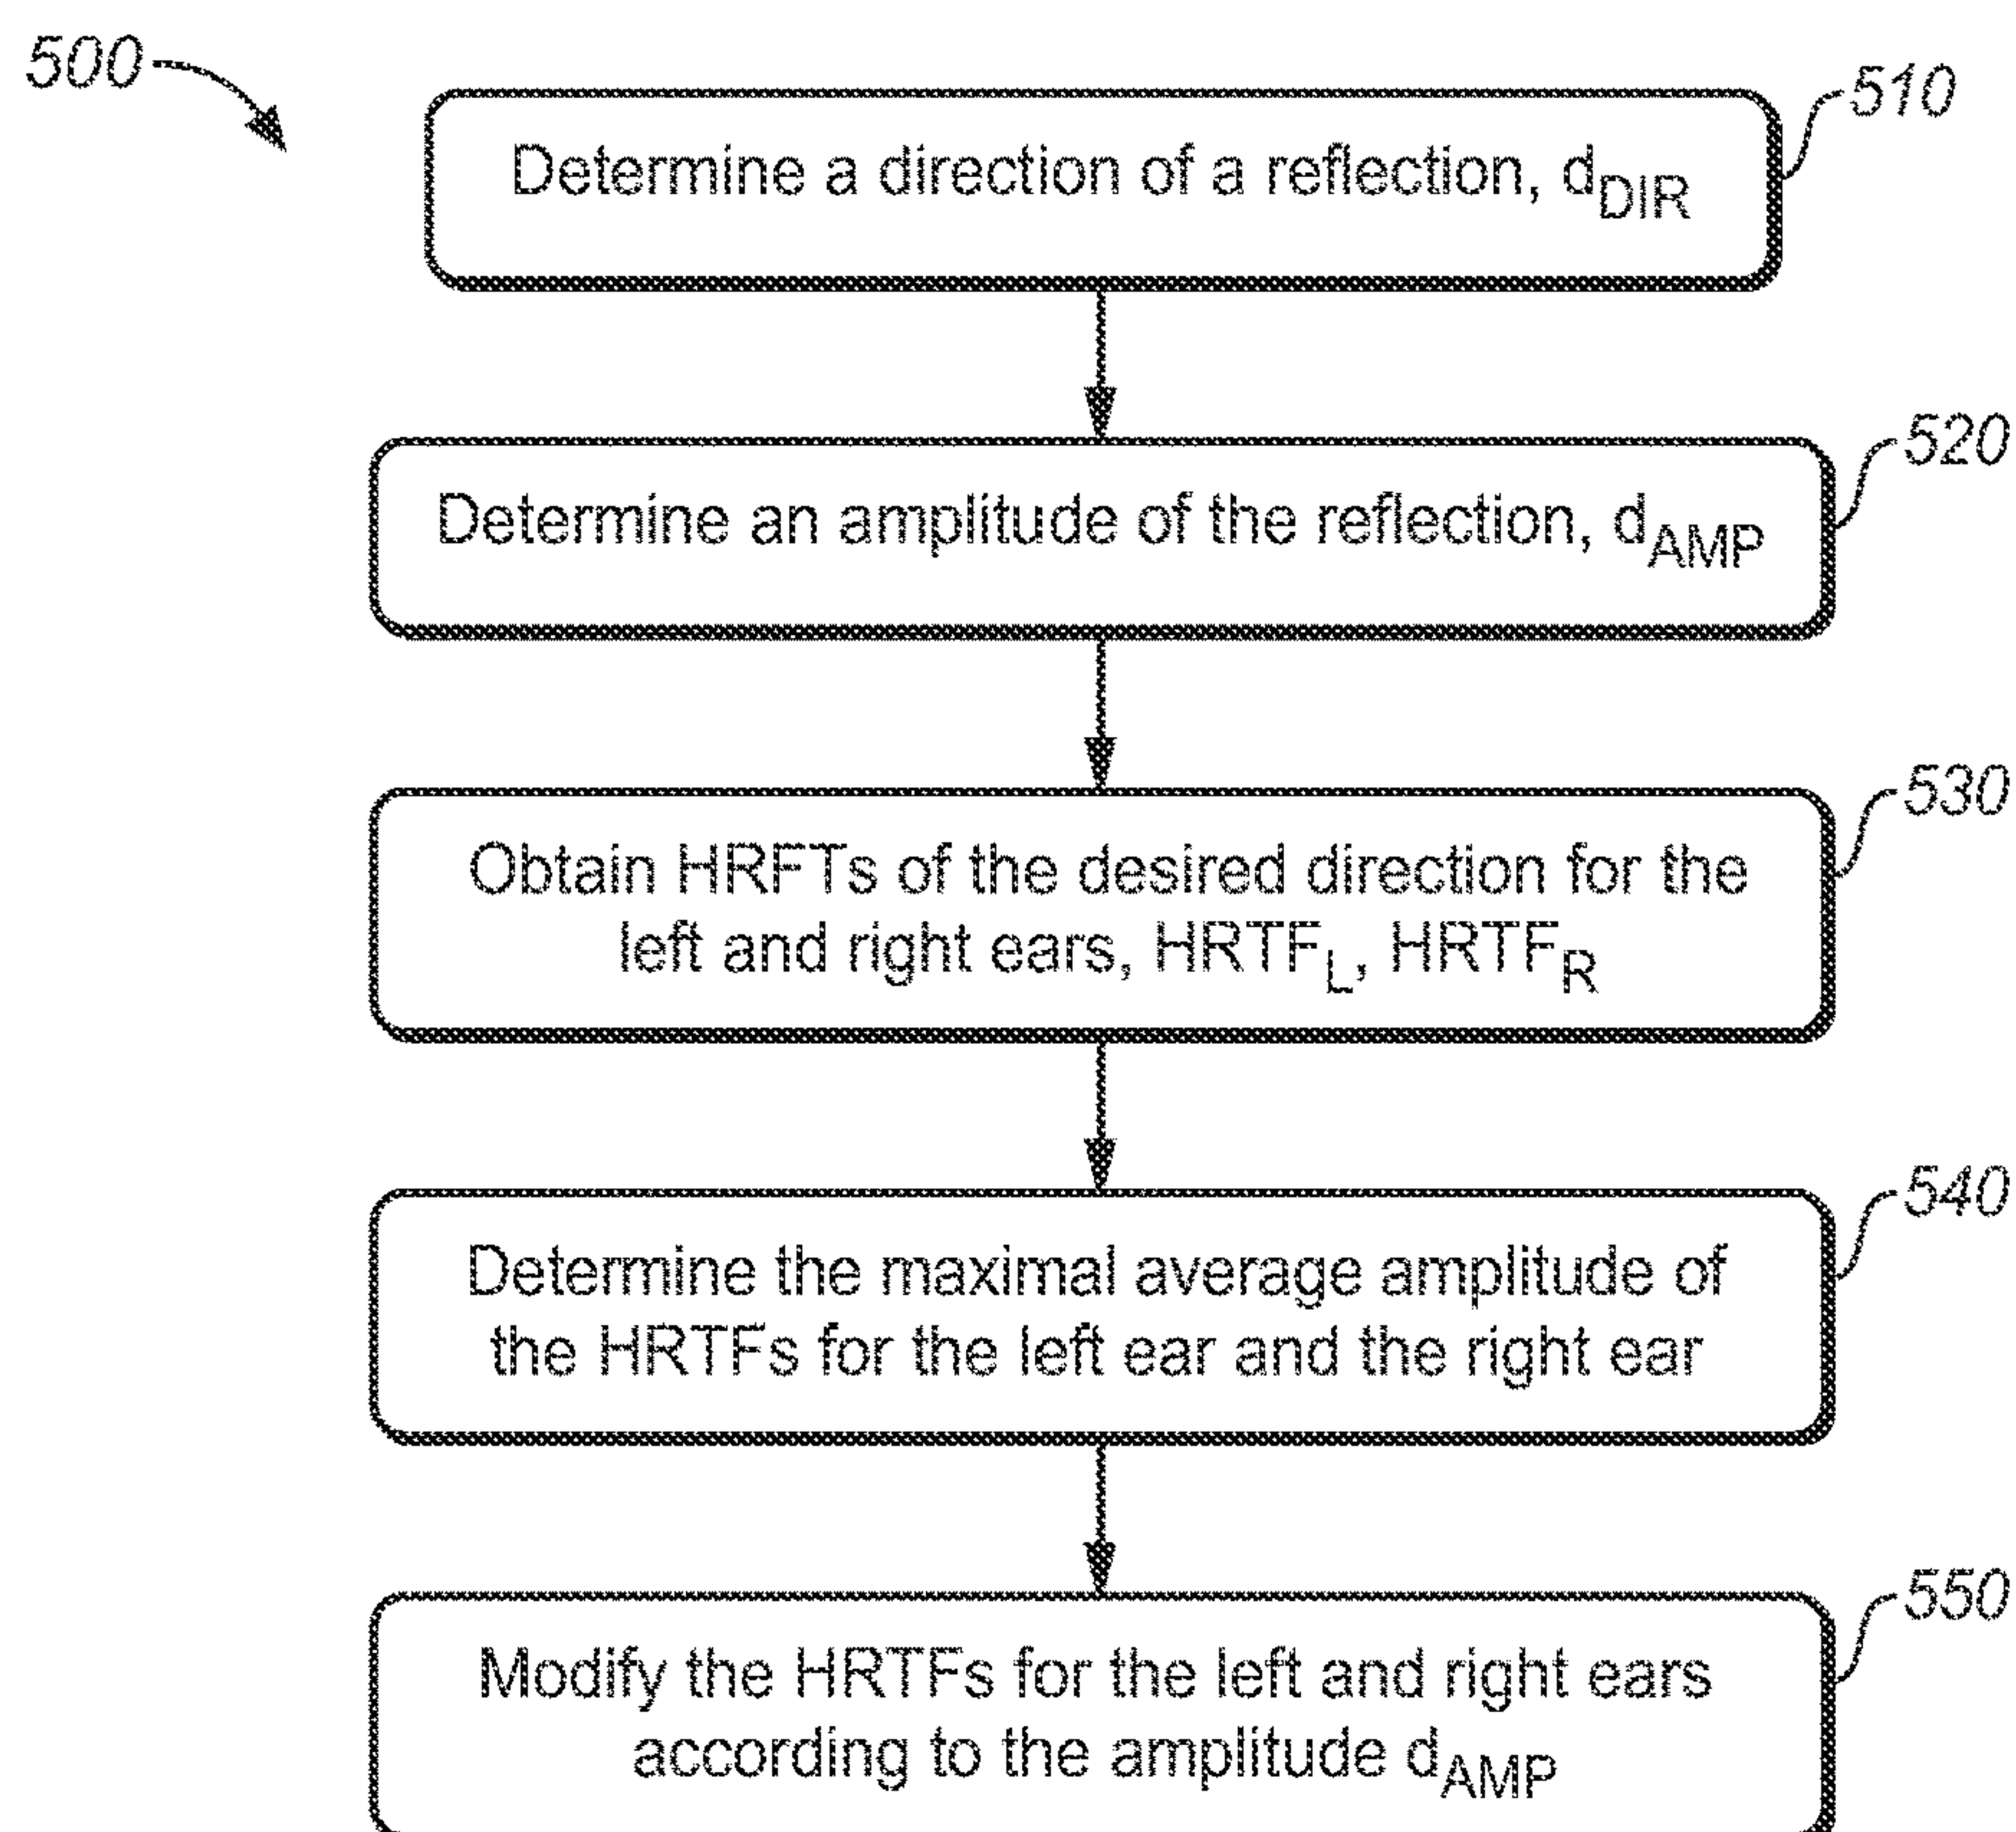 500
510
Determine a direction of a reflection, dDIR
520
Determine an amplitude of the reflection, dAMP
530
Obtain HRFTs of the desired direction for the
left and right ears, HRTFL, HRTFR
540
Determine the maximal average amplitude of
the HRTFs for the left ear and the right ear
550
Modify the HRTFs for the left and right ears
according to the amplitude dAMP